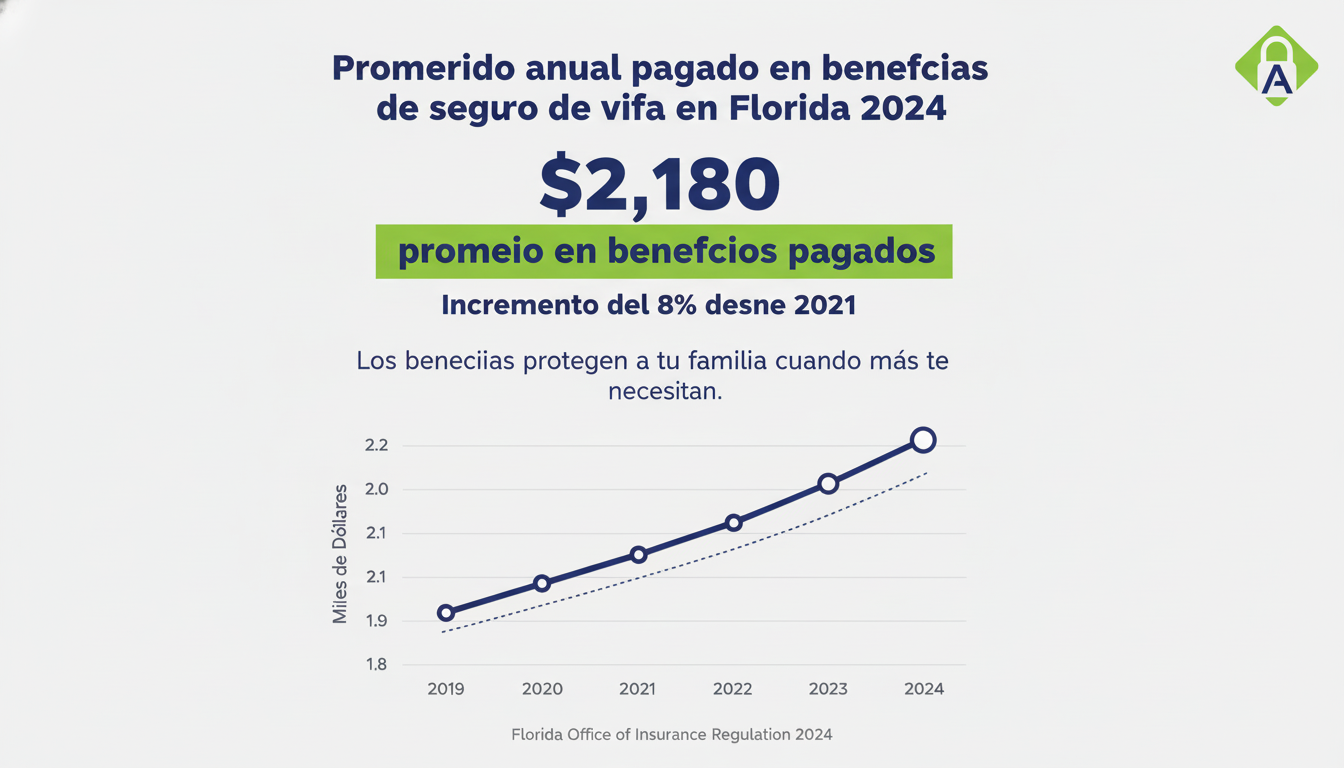 Promerido anual pagado en benefcias
de seguro de vifa en Florida 2024
A
$2,180
promeio en benefcios pagados
Incremento del 8% desne 2021
Los beneciias protegen a tu familia cuando más te
necesitan.
Miles de Dóllares
2.2
2.0
2.1
2.1
1.9
1.8
2019 2020 2021 2022 2023 2024
Florida Office of Insurance Regulation 2024